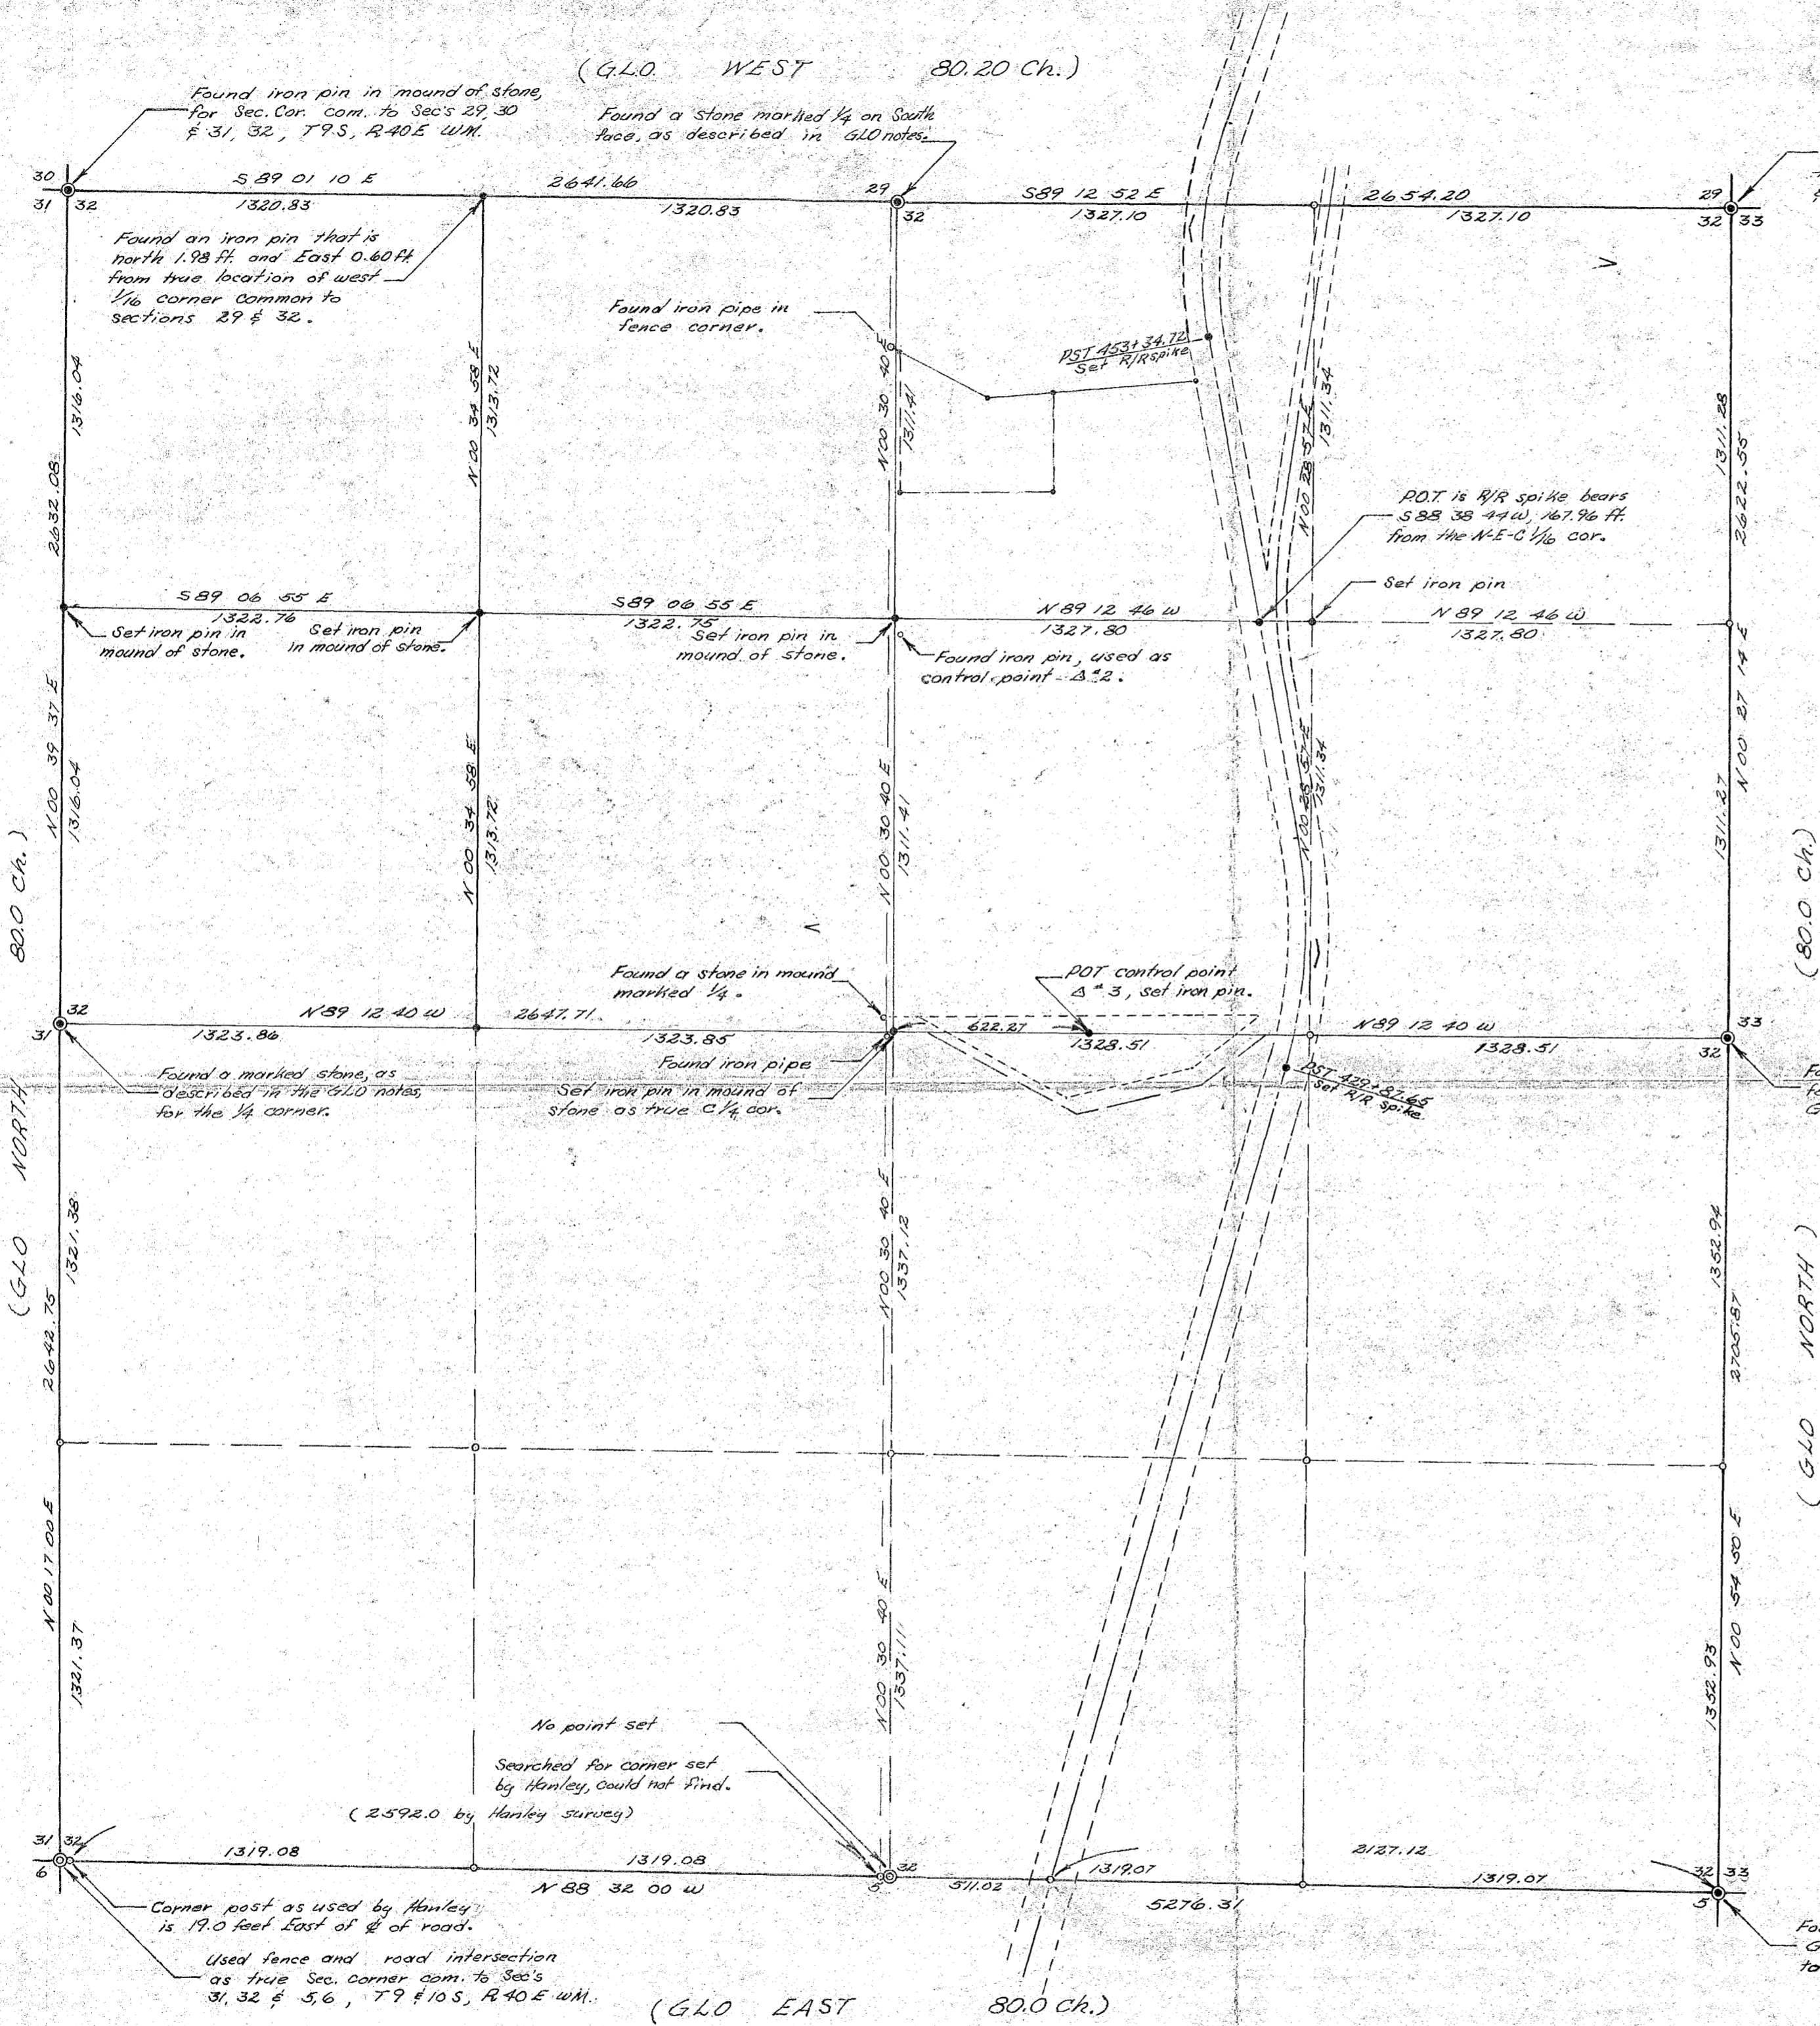 (GLO WEST 80.20 Ch.)
Found iron pin in mound of stone,
for Sec. Cor. com. to Sec's 29, 30
& 31, 32, T9S, R40E WM.
Found a stone marked 1/4 on South
face, as described in GLO notes.
30
31 32
S 89 01 10 E
1320.83
2641.66
1320.83
29
32
S89 12 52 E
1327.10
2654.20
1327.10
29
32 33
Found an iron pin that is
north 1.98 ft. and East 0.60 ft
from true location of west
1/16 corner common to
sections 29 & 32.
Found iron pipe in
fence corner.
PST 453+34.72
Set R/R spike
1316.04
2632.08
N 00 34 58 E
1313.72
N00 30 40 E
1311.41
N00 28 57 E
1311.34
1311.28
2622.55
P.O.T. is R/R spike bears
S 88 38 44 W, 167.96 ft.
from the N-E-C 1/16 cor.
Set iron pin
S89 06 55 E
1322.76
S89 06 55 E
1322.75
N 89 12 46 W
1327.80
N 89 12 46 W
1327.80
Set iron pin in
mound of stone.
Set iron pin
in mound of stone.
Set iron pin in
mound of stone.
Found iron pin, used as
control point Δ#2.
N 00 39 37 E
1316.04
N 00 34 58 E
1313.72
N 00 30 40 E
1311.41
N 00 28 57 E
1311.34
1311.27
N 00 27 14 E
(GLO NORTH 80.0 Ch.)
(GLO NORTH) (80.0 Ch.)
Found a stone in mound
marked 1/4.
POT control point
Δ#3, set iron pin.
32
31
N 89 12 40 W
1323.86
2647.71
1323.85
622.27
1328.51
N89 12 40 W
1328.51
33
32
Found a marked stone, as
described in the GLO notes,
for the 1/4 corner.
Found iron pipe
Set iron pin in mound of
stone as true C 1/4 cor.
PST 429+87.65
Set R/R Spike
1321.38
2642.75
N00 30 40 E
1337.12
1352.94
2705.87
N 00 17 00 E
1321.37
N00 30 40 E
1337.11
1352.93
N 00 54 50 E
No point set
Searched for corner set
by Hanley, could not find.
(2592.0 by Hanley survey)
31 32
6
1319.08
1319.08
N 88 32 00 W
32
5
511.02
1319.07
5276.31
2127.12
1319.07
32 33
5
Corner post as used by Hanley
is 19.0 feet East of ℄ of road.
Used fence and road intersection
as true Sec. Corner com. to Sec's
31, 32 & 5,6, T9 & 10S, R40E WM.
(GLO EAST 80.0 Ch.)